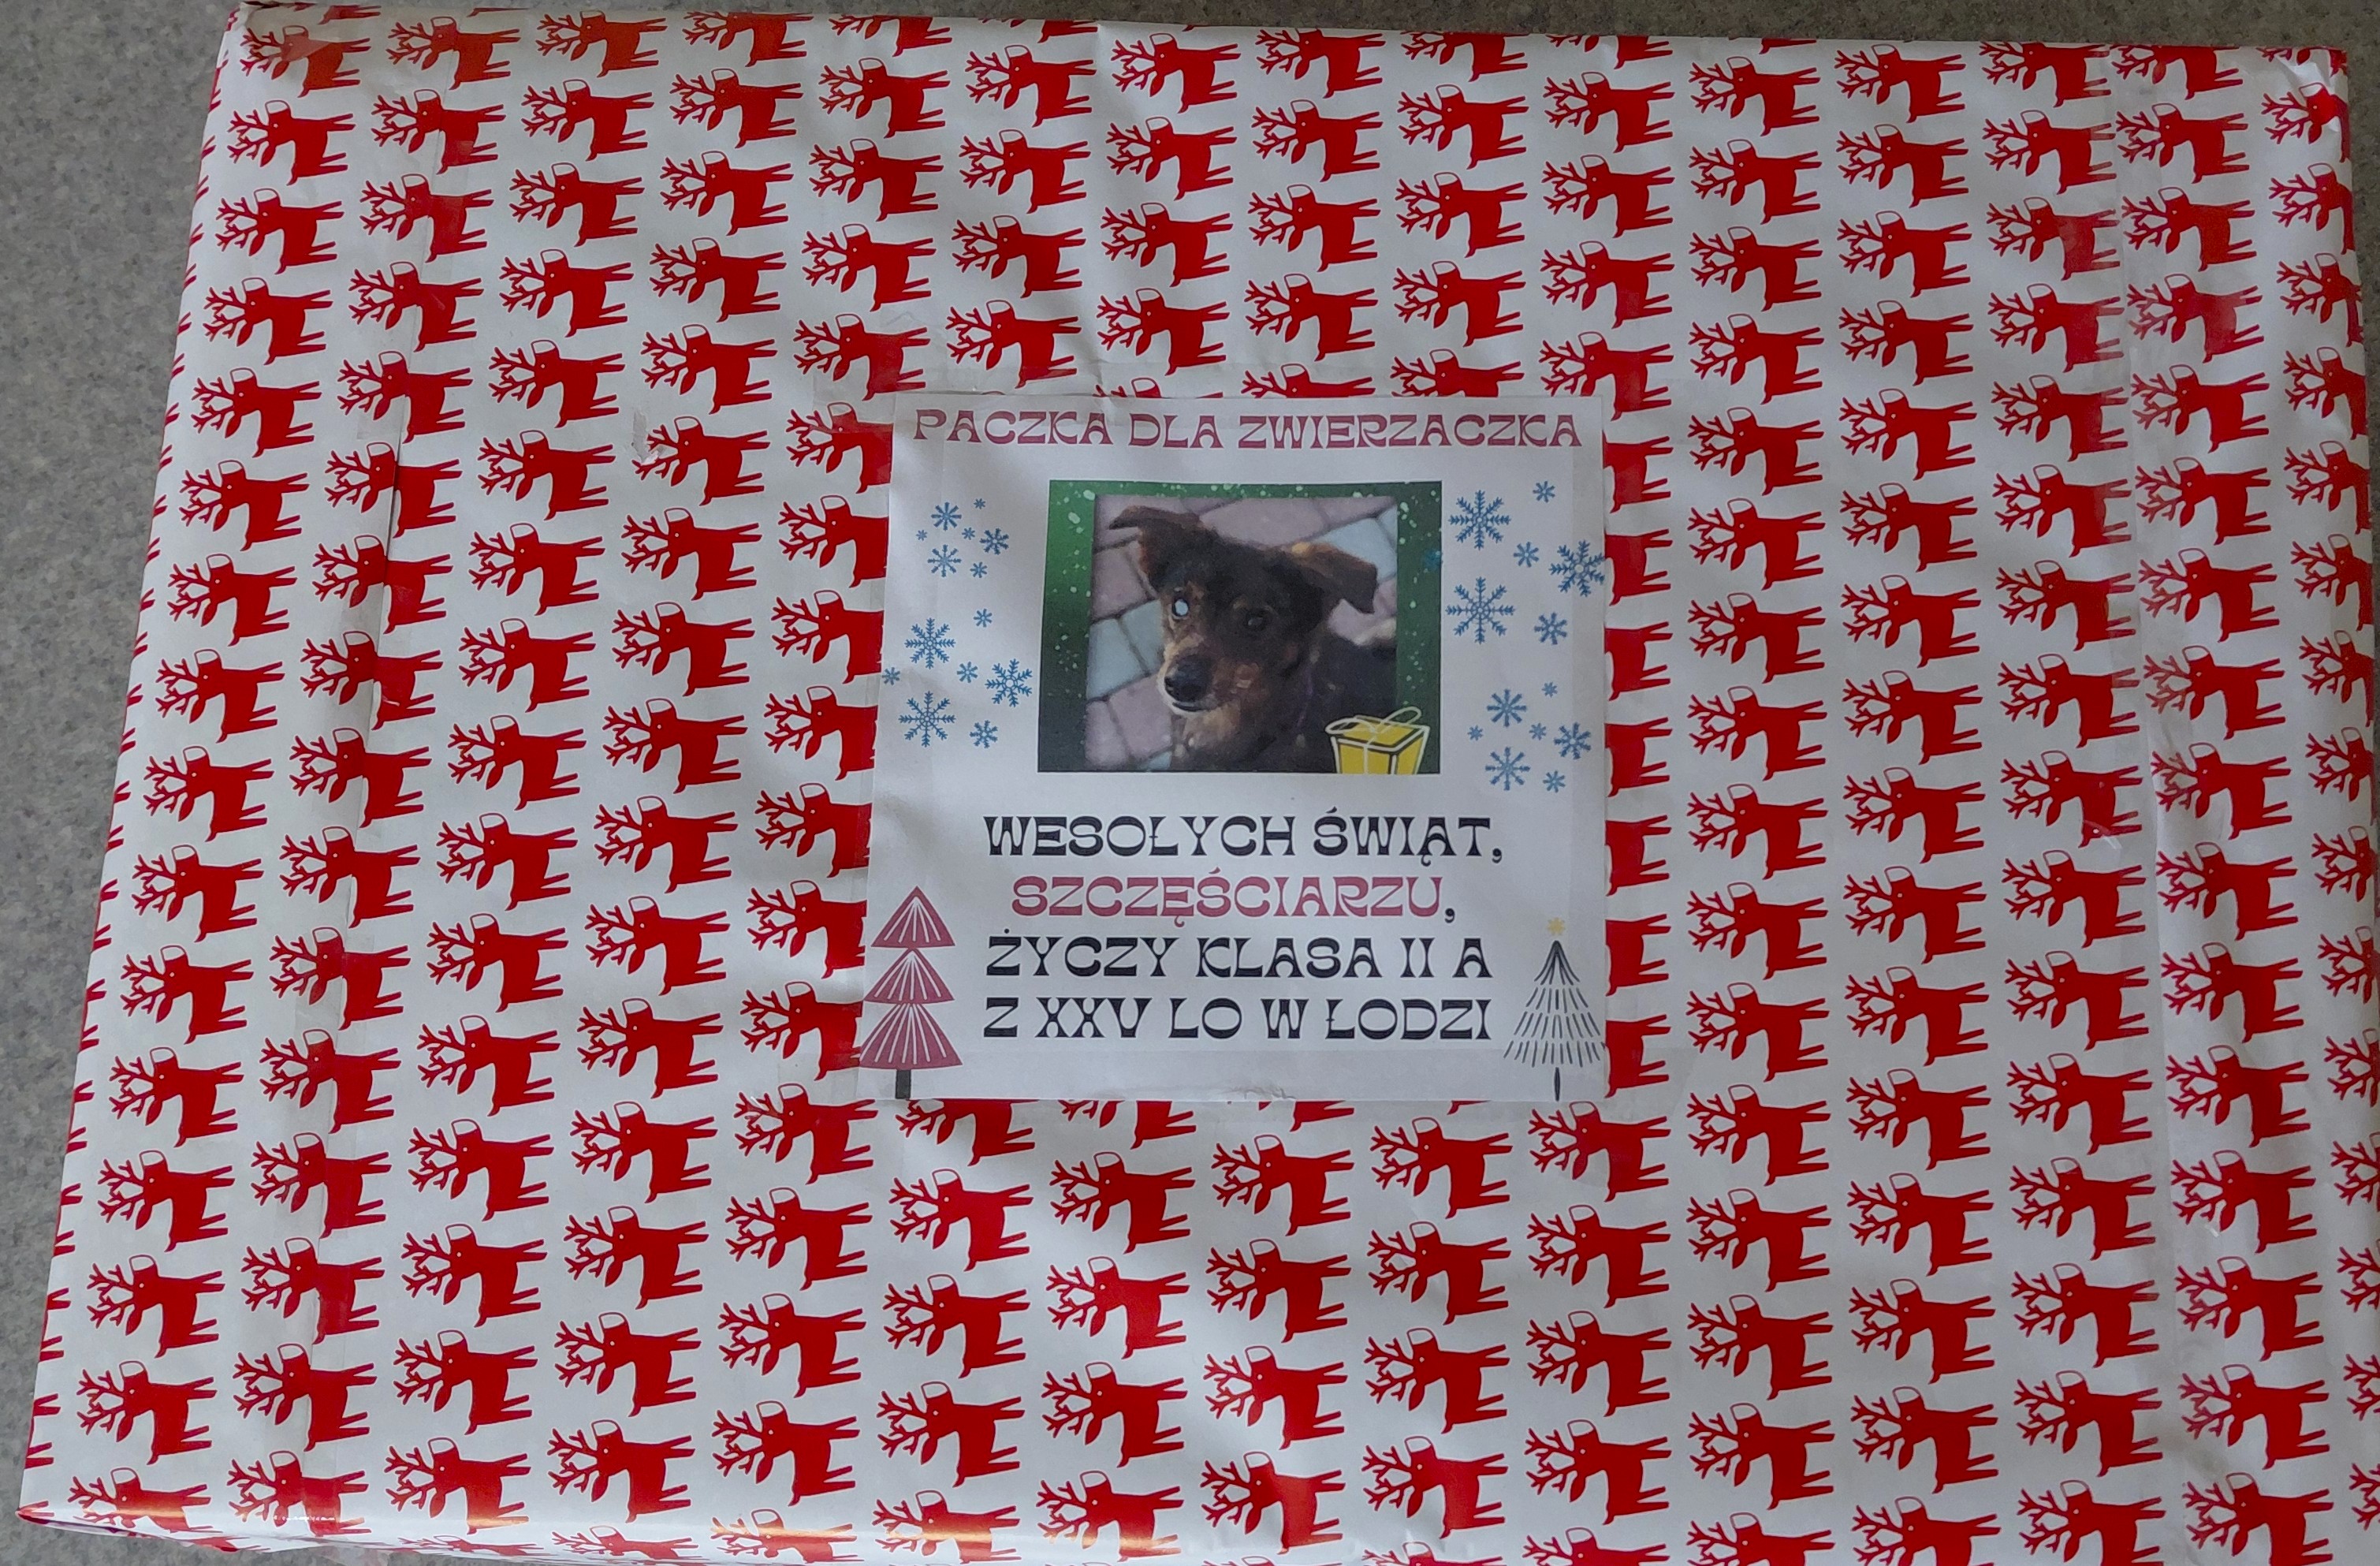 PACZKA DLA ZWIERZACZKA
WESOŁYCH ŚWIĄT,
SZCZĘŚCIARZU,
ŻYCZY KLASA II A
Z XXV LO W ŁODZI